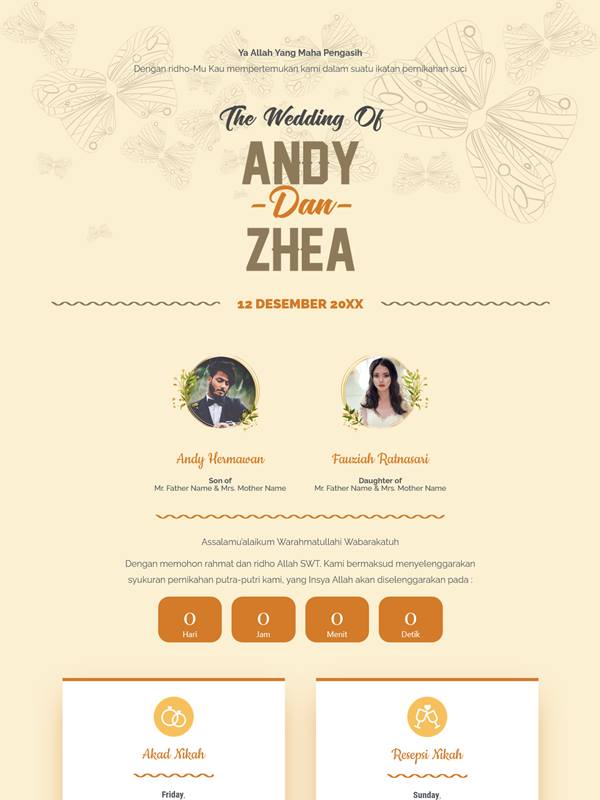 Ya Allah Yang Maha Pengasih
Dengan ridho-Mu Kau mempertemukan kami dalam suatu ikatan pernikahan suci
The Wedding Of
ANDY
-Dan-
ZHEA
12 DESEMBER 20XX
Andy Hermawan
Son of
Mr. Father Name & Mrs. Mother Name
Fauziah Ratnasari
Daughter of
Mr. Father Name & Mrs. Mother Name
Assalamu'alaikum Warahmatullahi Wabarakatuh
Dengan memohon rahmat dan ridho Allah SWT. Kami bermaksud menyelenggarakan
syukuran pernikahan putra-putri kami, yang Insya Allah akan diselenggarakan pada :
0
Hari
0
Jam
0
Menit
0
Detik
Akad Nikah
Friday,
Resepsi Nikah
Sunday,